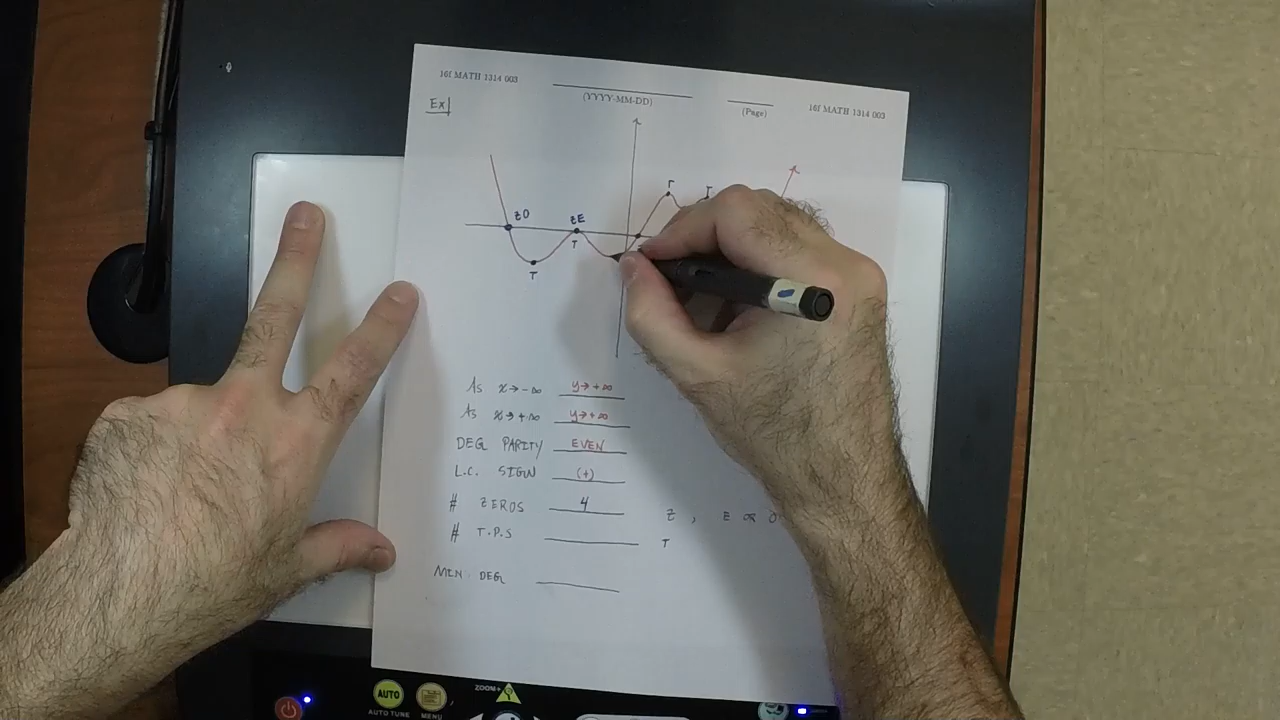 16f MATH 1314 003
(YYYY-MM-DD)
(Page)
16f MATH 1314 003
Ex
T
T
ZO
ZE
T
T
As x→-∞ y→+∞
As x→+∞ y→+∞
DEG PARITY EVEN
L.C. SIGN (+)
# ZEROS 4
Z, E OR O
# T.P.S
T
MIN DEG
ZOOM+
AUTO
AUTO TUNE
MENU